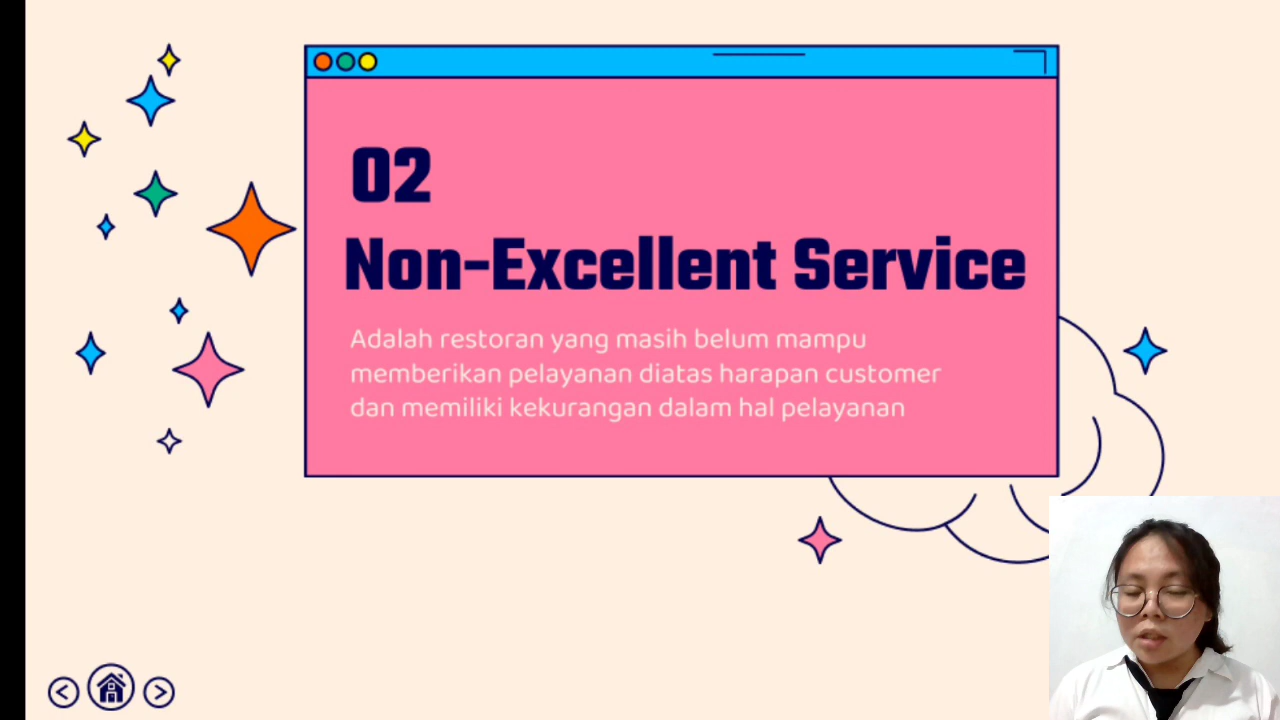 02
Non-Excellent Service
Adalah restoran yang masih belum mampu
memberikan pelayanan diatas harapan customer
dan memiliki kekurangan dalam hal pelayanan